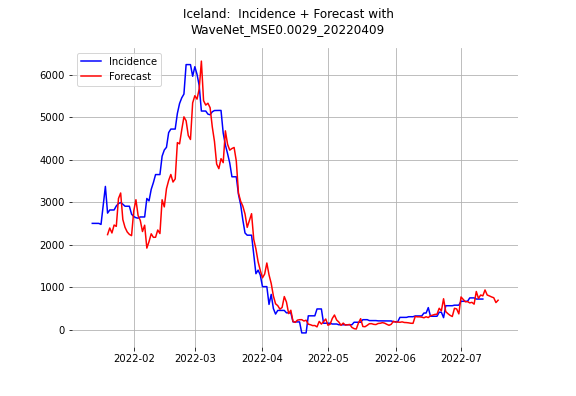 Iceland:  Incidence + Forecast with
WaveNet_MSE0.0029_20220409
Incidence
Forecast
6000
5000
4000
3000
2000
1000
0
2022-02 2022-03 2022-04 2022-05 2022-06 2022-07